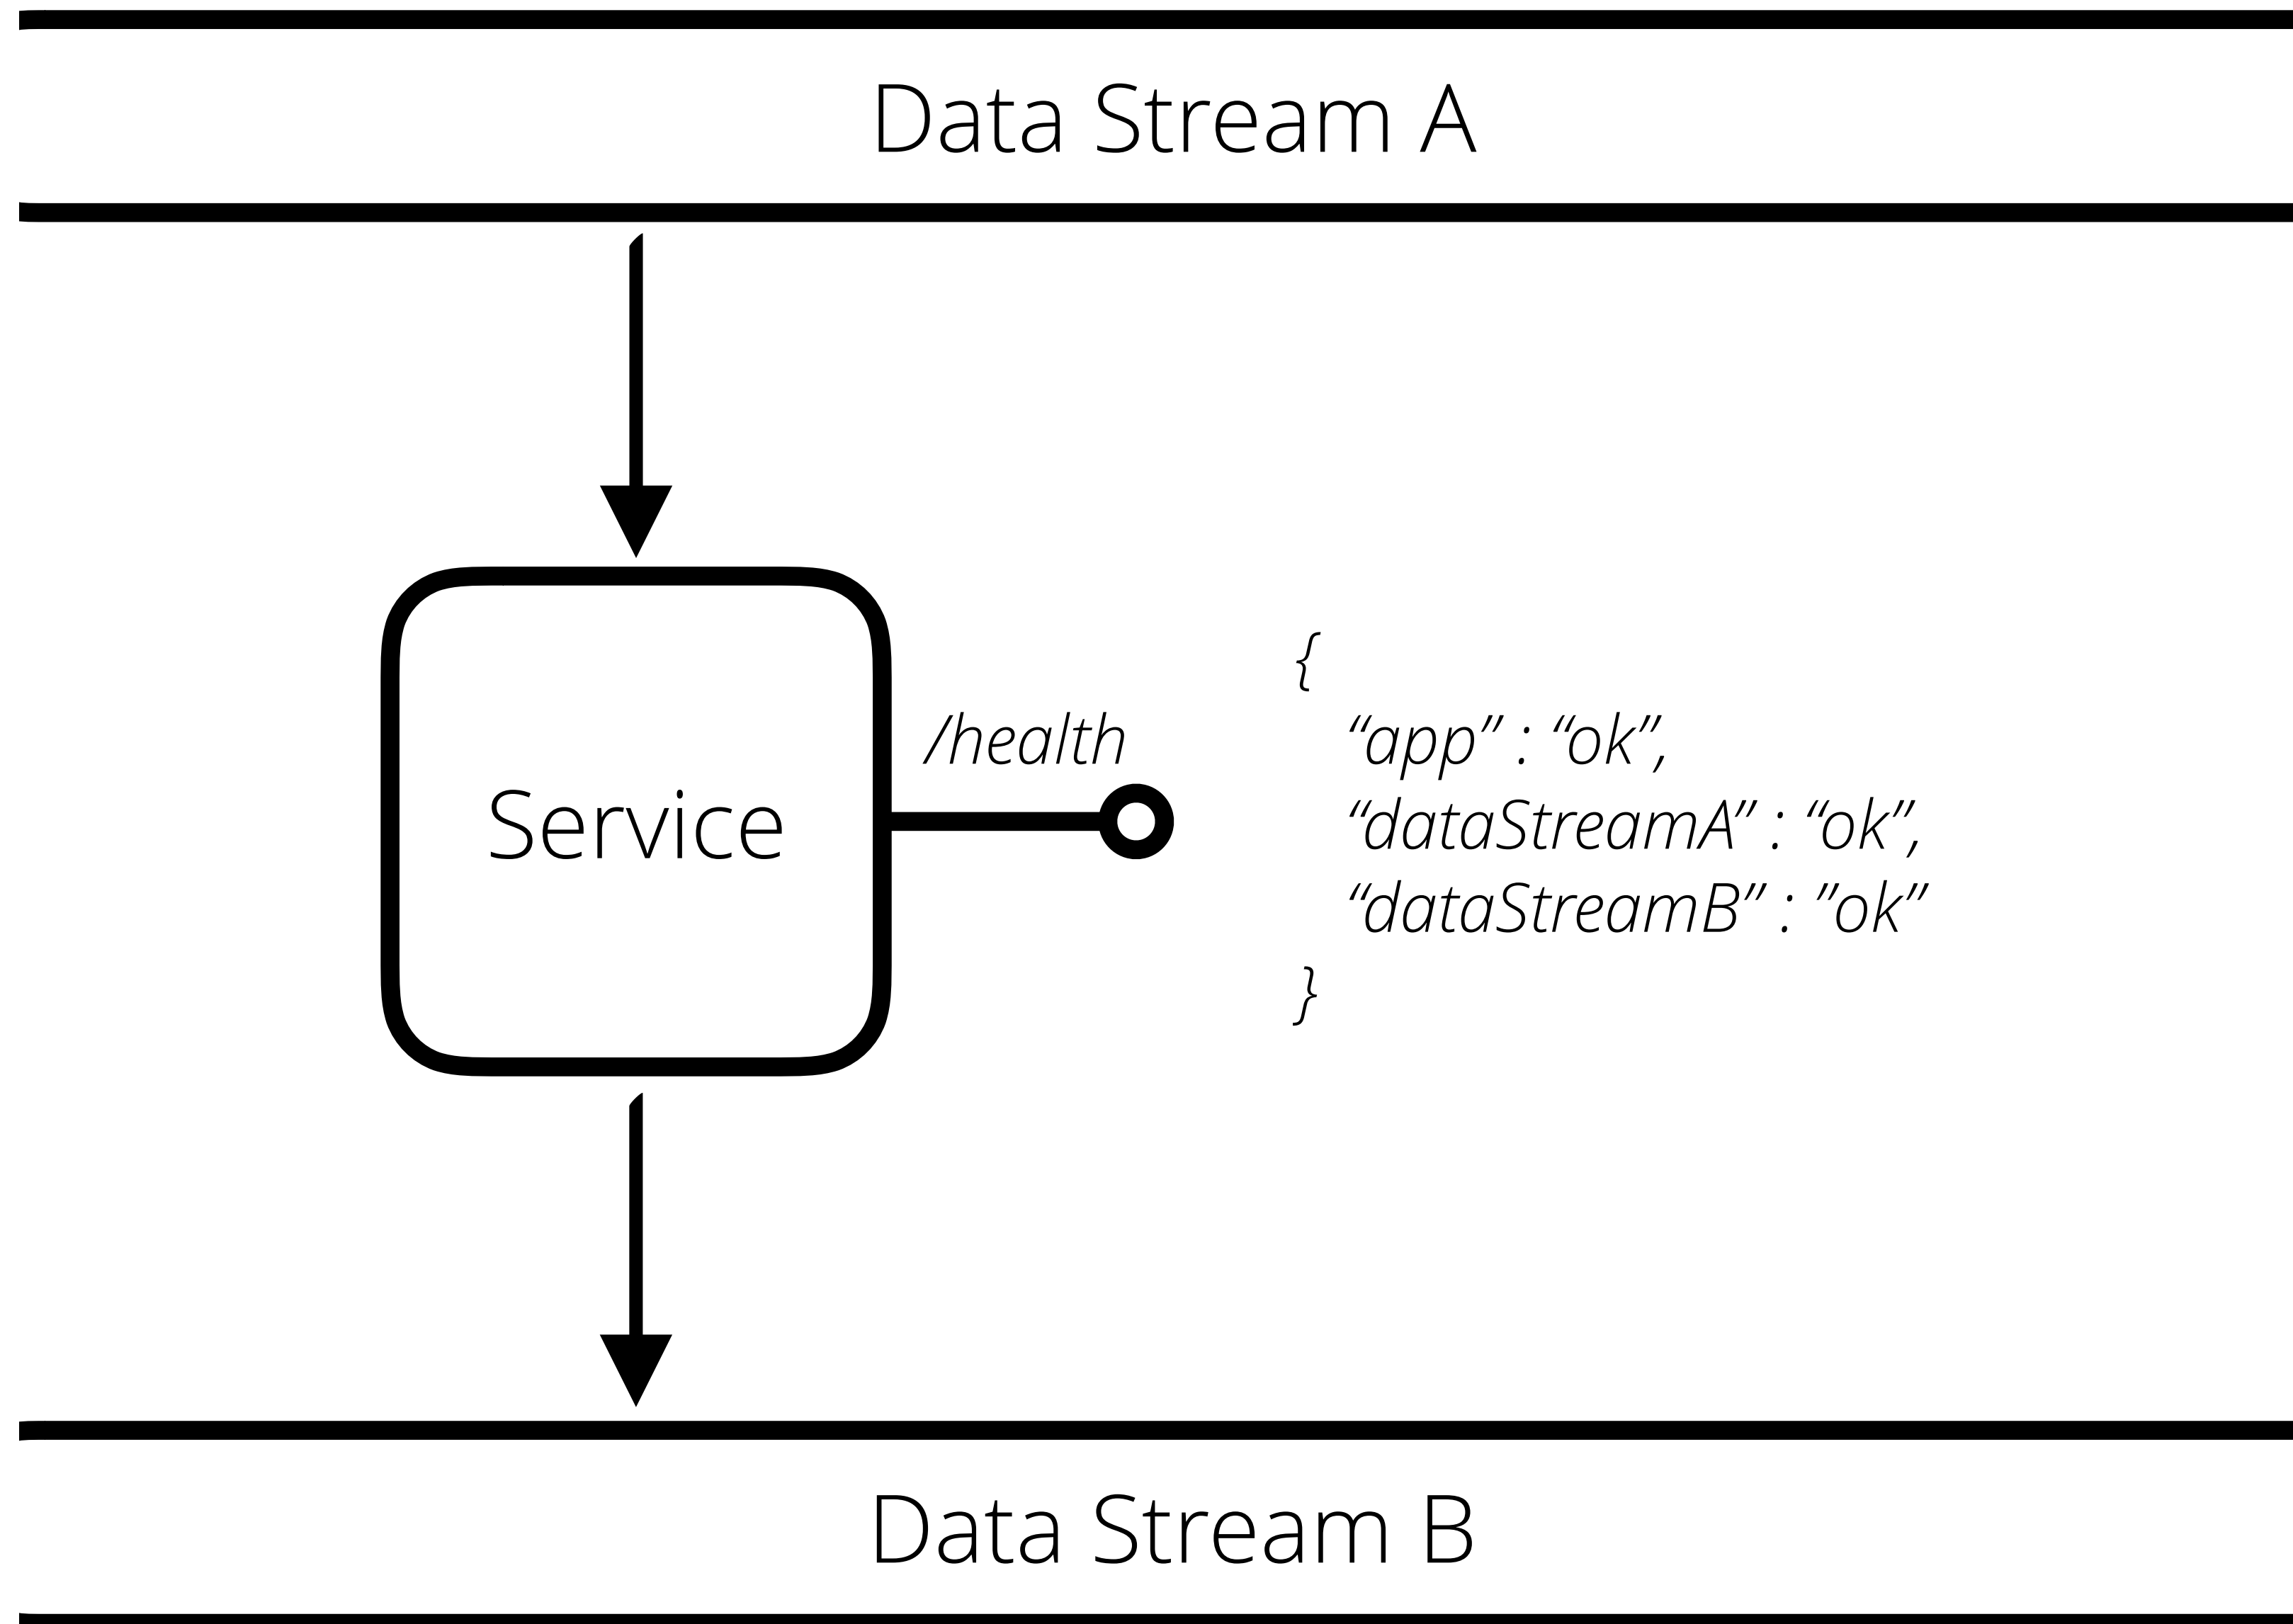 Data Stream A
/health
Service
{
“app” : “ok”,
“dataStreamA” : “ok”,
“dataStreamB” : ”ok”
}
Data Stream B